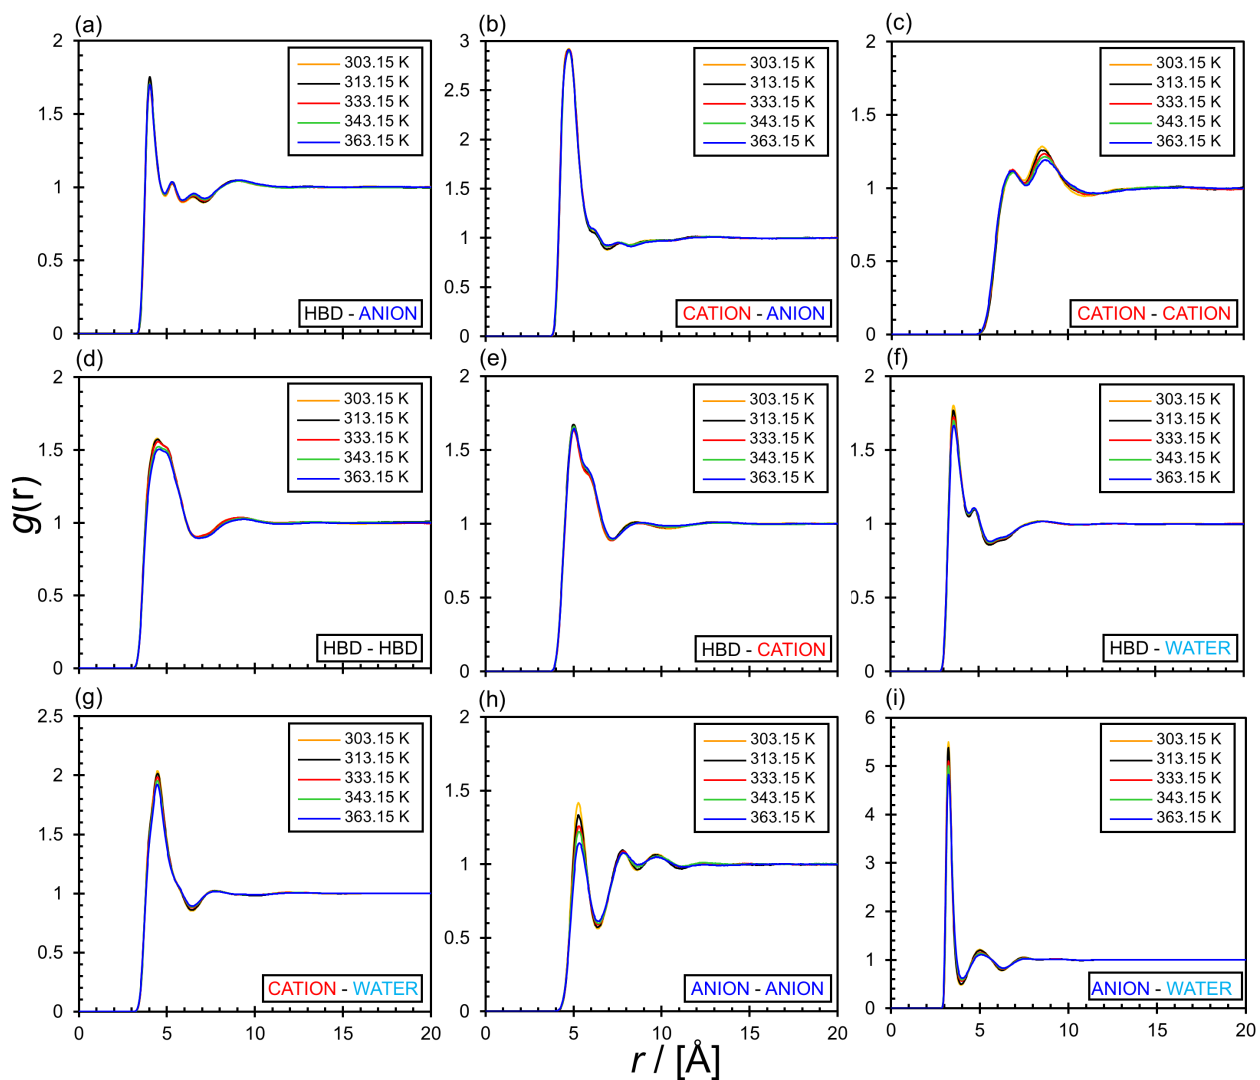 (a)
2
1.5
1
0.5
0
303.15 K
313.15 K
333.15 K
343.15 K
363.15 K
HBD - ANION
(b)
3
2.5
2
1.5
1
0.5
0
303.15 K
313.15 K
333.15 K
343.15 K
363.15 K
CATION - ANION
(c)
2
1.5
1
0.5
0
303.15 K
313.15 K
333.15 K
343.15 K
363.15 K
CATION - CATION
g(r)
(d)
2
1.5
1
0.5
0
303.15 K
313.15 K
333.15 K
343.15 K
363.15 K
HBD - HBD
(e)
2
1.5
1
0.5
0
303.15 K
313.15 K
333.15 K
343.15 K
363.15 K
HBD - CATION
(f)
2
1.5
1
0.5
0
303.15 K
313.15 K
333.15 K
343.15 K
363.15 K
HBD - WATER
(g)
2.5
2
1.5
1
0.5
0
303.15 K
313.15 K
333.15 K
343.15 K
363.15 K
CATION - WATER
0 5 10 15 20
(h)
2
1.5
1
0.5
0
303.15 K
313.15 K
333.15 K
343.15 K
363.15 K
ANION - ANION
0 5 10 15 20
(i)
6
5
4
3
2
1
0
303.15 K
313.15 K
333.15 K
343.15 K
363.15 K
ANION - WATER
0 5 10 15 20
r / [Å]